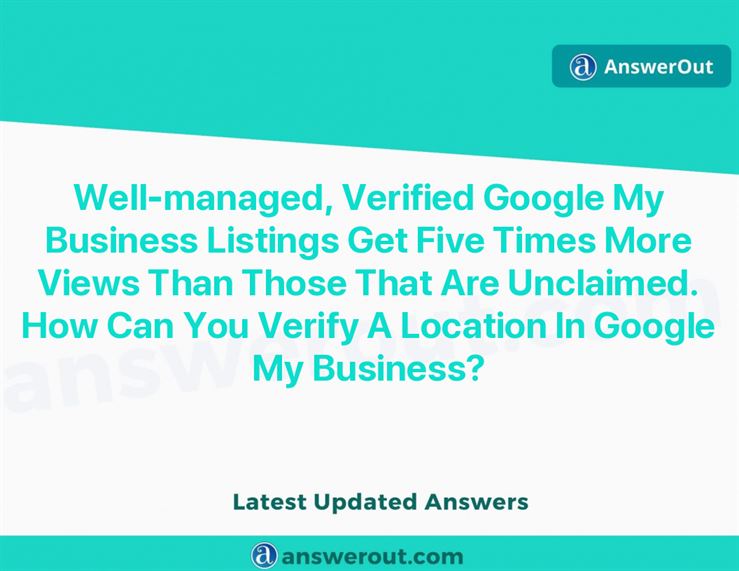 AnswerOut
Well-managed, Verified Google My
Business Listings Get Five Times More
Views Than Those That Are Unclaimed.
How Can You Verify A Location In Google
My Business?
answerout.com
Latest Updated Answers
answerout.com